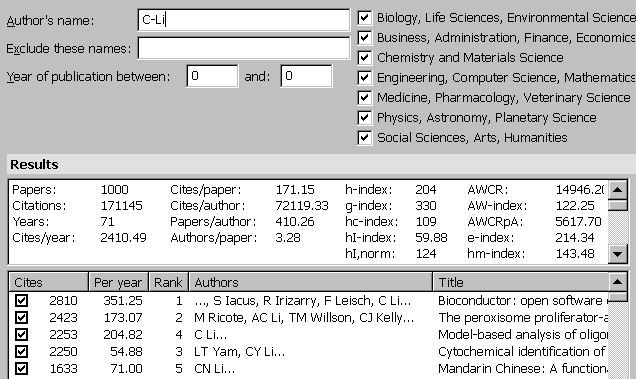 Author's name: C-Li
Exclude these names:
Year of publication between: 0 and: 0
Biology, Life Sciences, Environmental Science
Business, Administration, Finance, Economics
Chemistry and Materials Science
Engineering, Computer Science, Mathematics
Medicine, Pharmacology, Veterinary Science
Physics, Astronomy, Planetary Science
Social Sciences, Arts, Humanities
Results
Papers: 1000 Cites/paper: 171.15 h-index: 204 AWCR: 14946.20
Citations: 171145 Cites/author: 72119.33 g-index: 330 AW-index: 122.25
Years: 71 Papers/author: 410.26 hc-index: 109 AWCRpA: 5617.70
Cites/year: 2410.49 Authors/paper: 3.28 hI-index: 59.88 e-index: 214.34
hI,norm: 124 hm-index: 143.48
Cites Per year Rank Authors Title
2810 351.25 1 ..., S Iacus, R Irizarry, F Leisch, C Li... Bioconductor: open software
2423 173.07 2 M Ricote, AC Li, TM Willson, CJ Kelly... The peroxisome proliferator-a
2253 204.82 4 C Li... Model-based analysis of oligo
2250 54.88 3 LT Yam, CY Li... Cytochemical identification of
1633 71.00 5 CN Li... Mandarin Chinese: A function